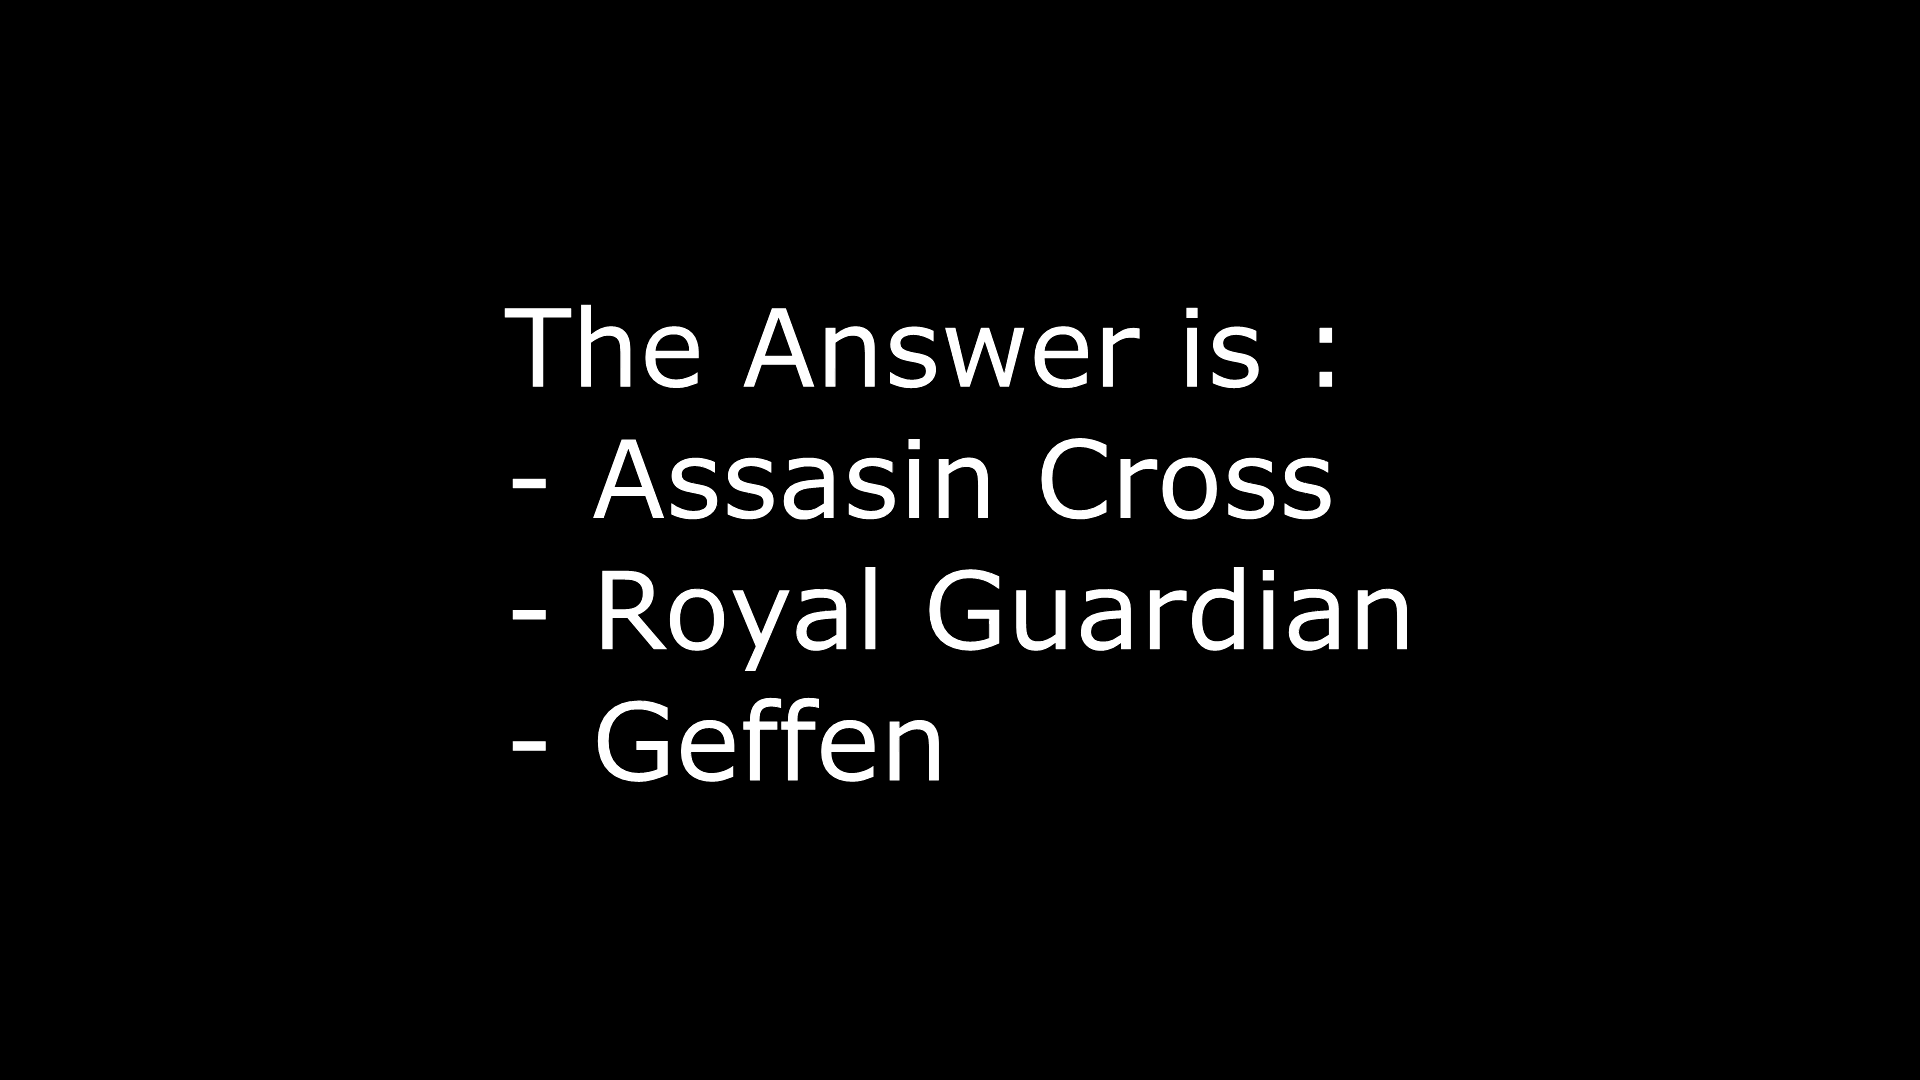 The Answer is :
- Assasin Cross
- Royal Guardian
- Geffen